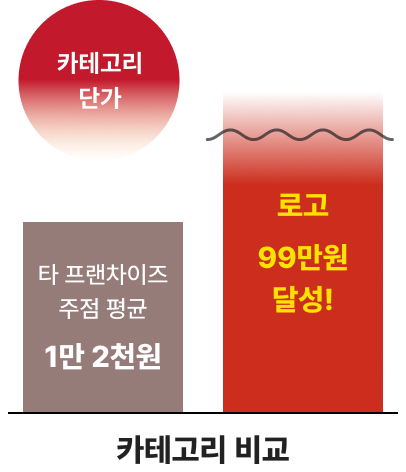 카테고리
단가
로고
99만원
달성!
타 프랜차이즈
주점 평균
1만 2천원
카테고리 비교